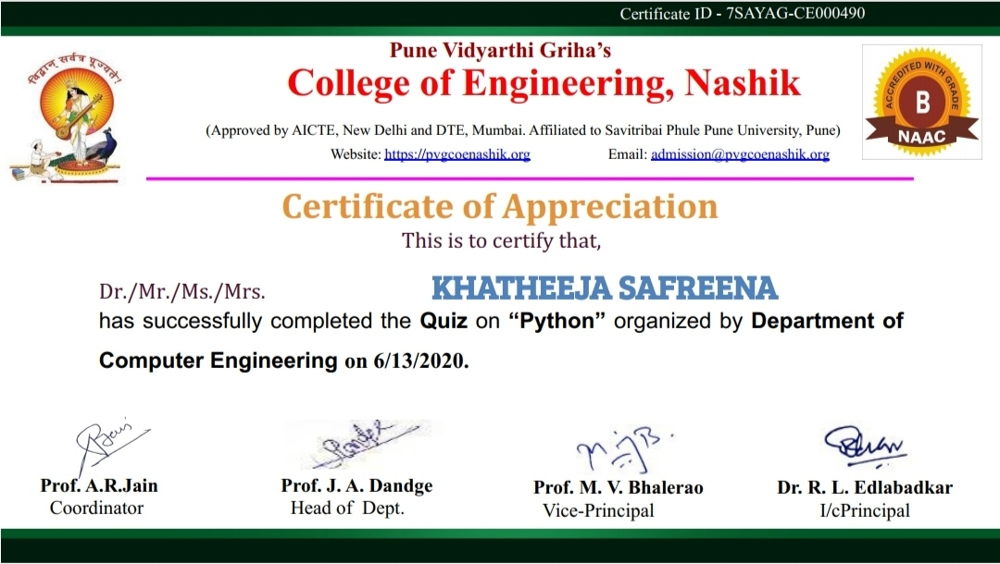 Certificate ID - 7SAYAG-CE000490
विद्वान् सर्वत्र पूज्यते!
Pune Vidyarthi Griha’s
College of Engineering, Nashik
(Approved by AICTE, New Delhi and DTE, Mumbai. Affiliated to Savitribai Phule Pune University, Pune)
Website: https://pvgcoenashik.org Email: admission@pvgcoenashik.org
ACCREDITED WITH GRADE
B
NAAC
Certificate of Appreciation
This is to certify that,
Dr./Mr./Ms./Mrs. KHATHEEJA SAFREENA
has successfully completed the Quiz on “Python” organized by Department of
Computer Engineering on 6/13/2020.
Prof. A.R.Jain Prof. J. A. Dandge Prof. M. V. Bhalerao Dr. R. L. Edlabadkar
Coordinator Head of Dept. Vice-Principal I/cPrincipal